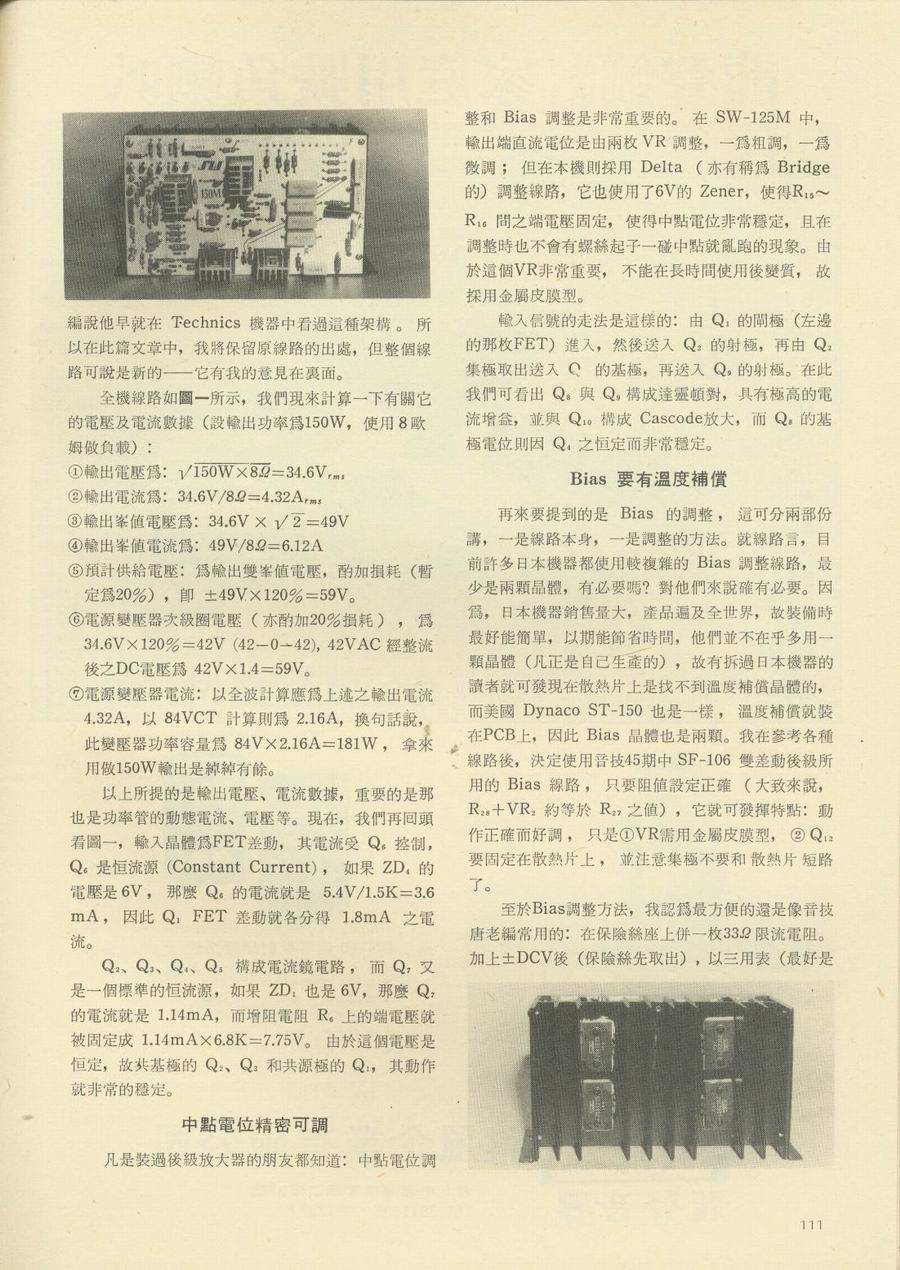 150M
編說他早就在 Technics 機器中看過這種架構。所
以在此篇文章中，我將保留原線路的出處，但整個線
路可說是新的——它有我的意見在裏面。
全機線路如圖一所示，我們現來計算一下有關它
的電壓及電流數據（設輸出功率爲150W，使用8歐
姆做負載）：
①輸出電壓爲：√150W×8Ω=34.6Vrms
②輸出電流爲：34.6V/8Ω=4.32Arms
③輸出峯值電壓爲：34.6V × √2=49V
④輸出峯值電流爲：49V/8Ω=6.12A
⑤預計供給電壓：爲輸出雙峯值電壓，酌加損耗（暫
定爲20%），卽 ±49V×120%=59V。
⑥電源變壓器次級圈電壓（亦酌加20%損耗），爲
34.6V×120%=42V (42—0—42), 42VAC 經整流
後之DC電壓爲 42V×1.4=59V。
⑦電源變壓器電流：以全波計算應爲上述之輸出電流
4.32A，以 84VCT 計算則爲 2.16A，換句話說，
此變壓器功率容量爲 84V×2.16A=181W，拿來
用做150W輸出是綽綽有餘。
以上所提的是輸出電壓、電流數據，重要的是那
也是功率管的動態電流、電壓等。現在，我們再回頭
看圖一，輸入晶體爲FET差動，其電流受 Q₆ 控制，
Q₆ 是恒流源 (Constant Current)，如果 ZD₄ 的
電壓是6V，那麼 Q₆ 的電流就是 5.4V/1.5K=3.6
mA，因此 Q₁ FET 差動就各分得 1.8mA 之電
流。
Q₂、Q₃、Q₄、Q₅ 構成電流鏡電路，而 Q₇ 又
是一個標準的恒流源，如果 ZD₁ 也是 6V，那麼 Q₇
的電流就是 1.14mA，而增阻電阻 R₆ 上的端電壓就
被固定成 1.14mA×6.8K=7.75V。由於這個電壓是
恒定，故共基極的 Q₂、Q₃ 和共源極的 Q₁，其動作
就非常的穩定。
中點電位精密可調
凡是裝過後級放大器的朋友都知道：中點電位調
整和 Bias 調整是非常重要的。在 SW-125M 中，
輸出端直流電位是由兩枚 VR 調整，一爲粗調，一爲
微調；但在本機則採用 Delta （亦有稱爲 Bridge
的）調整線路，它也使用了6V的 Zener，使得R₁₅～
R₁₆ 間之端電壓固定，使得中點電位非常穩定，且在
調整時也不會有螺絲起子一碰中點就亂跑的現象。由
於這個VR非常重要，不能在長時間使用後變質，故
採用金屬皮膜型。
輸入信號的走法是這樣的：由 Q₁ 的閘極（左邊
的那枚FET）進入，然後送入 Q₂ 的射極，再由 Q₂
集極取出送入 Q 的基極，再送入 Q₉ 的射極。在此
我們可看出 Q₈ 與 Q₉ 構成達靈頓對，具有極高的電
流增益，並與 Q₁₀ 構成 Cascode放大，而 Q₈ 的基
極電位則因 Q₄ 之恒定而非常穩定。
Bias 要有溫度補償
再來要提到的是 Bias 的調整，這可分兩部份
講，一是線路本身，一是調整的方法。就線路言，目
前許多日本機器都使用較複雜的 Bias 調整線路，最
少是兩顆晶體，有必要嗎？對他們來說確有必要。因
爲，日本機器銷售量大，產品遍及全世界，故裝備時
最好能簡單，以期能節省時間，他們並不在乎多用一
顆晶體（凡正是自己生產的），故有拆過日本機器的
讀者就可發現在散熱片上是找不到溫度補償晶體的，
而美國 Dynaco ST-150 也是一樣，溫度補償就裝
在PCB上，因此 Bias 晶體也是兩顆。我在參考各種
線路後，決定使用音技45期中 SF-106 雙差動後級所
用的 Bias 線路，只要阻值設定正確（大致來說，
R₂₈+VR₂ 約等於 R₂₇ 之値），它就可發揮特點：動
作正確而好調，只是①VR需用金屬皮膜型，②Q₁₂
要固定在散熱片上，並注意集極不要和散熱片短路
了。
至於Bias調整方法，我認爲最方便的還是像音技
唐老編常用的：在保險絲座上併一枚33Ω限流電阻。
加上±DCV後（保險絲先取出），以三用表（最好是
111